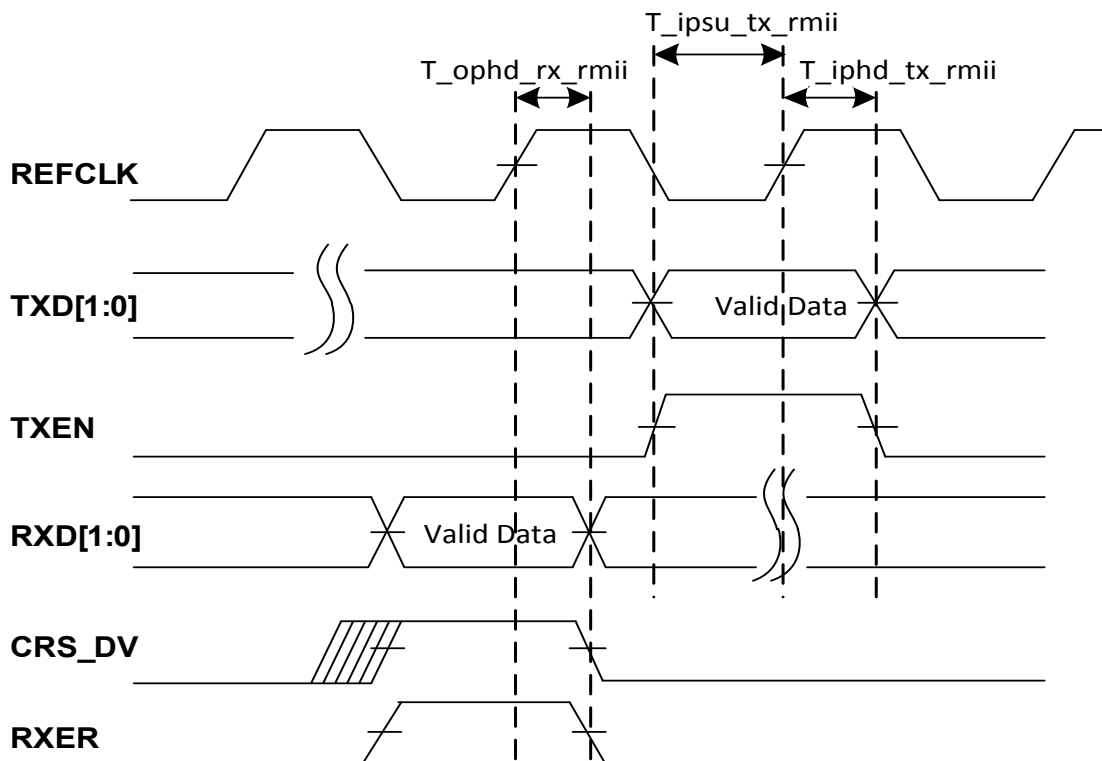 T_ipsu_tx_rmii
T_ophd_rx_rmii
T_iphd_tx_rmii
REFCLK
TXD[1:0]
Valid Data
TXEN
RXD[1:0]
Valid Data
CRS_DV
RXER